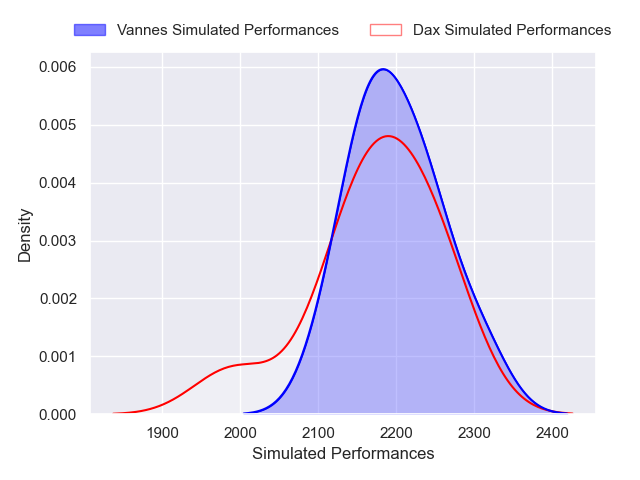 Vannes Simulated Performances Dax Simulated Performances
0.006
0.005
0.004
0.003
0.002
0.001
0.000
Density
1900 2000 2100 2200 2300 2400
Simulated Performances